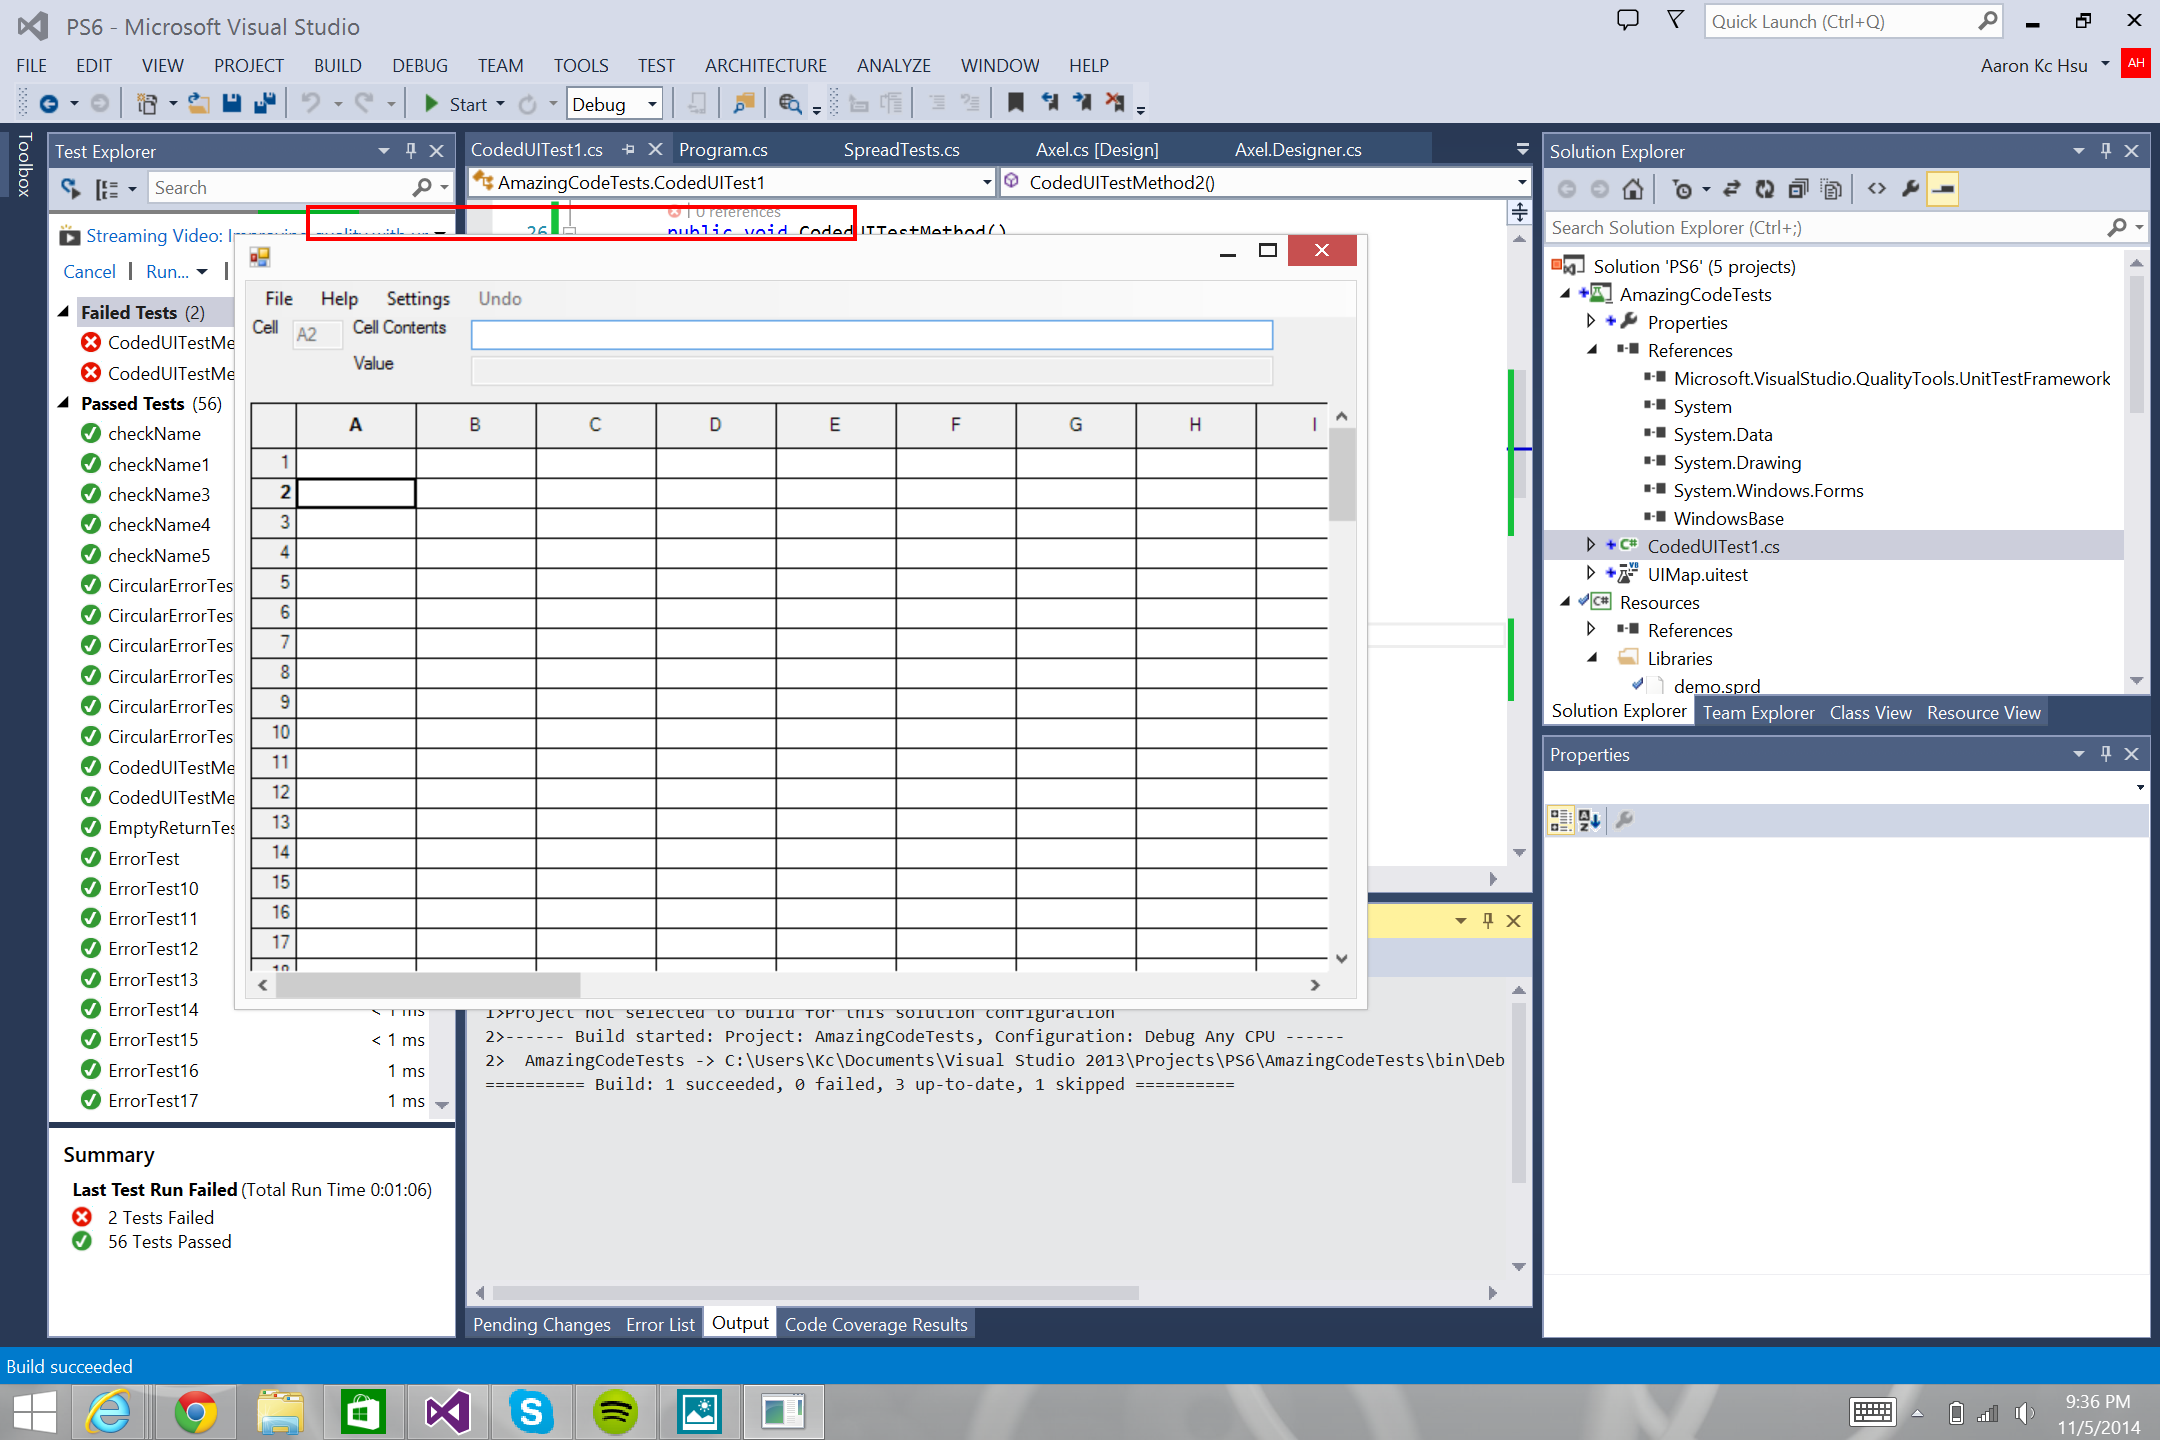 PS6 - Microsoft Visual Studio
Quick Launch (Ctrl+Q)
FILE EDIT VIEW PROJECT BUILD DEBUG TEAM TOOLS TEST ARCHITECTURE ANALYZE WINDOW HELP
Aaron Kc Hsu AH
Start Debug
Toolbox
Test Explorer
Search
Streaming Video: Improving quality with
Cancel | Run... |
Failed Tests (2)
CodedUITestMe
CodedUITestMe
Passed Tests (56)
checkName
checkName1
checkName3
checkName4
checkName5
CircularErrorTes
CircularErrorTes
CircularErrorTes
CircularErrorTes
CircularErrorTes
CircularErrorTes
CodedUITestMe
CodedUITestMe
EmptyReturnTes
ErrorTest
ErrorTest10
ErrorTest11
ErrorTest12
ErrorTest13
ErrorTest14 < 1 ms
ErrorTest15 < 1 ms
ErrorTest16 1 ms
ErrorTest17 1 ms
Summary
Last Test Run Failed (Total Run Time 0:01:06)
2 Tests Failed
56 Tests Passed
CodedUITest1.cs Program.cs SpreadTests.cs Axel.cs [Design] Axel.Designer.cs
AmazingCodeTests.CodedUITest1 CodedUITestMethod2()
| 0 references
26 public void CodedUITestMethod()
File Help Settings Undo
Cell A2 Cell Contents
Value
A B C D E F G H I
1
2
3
4
5
6
7
8
9
10
11
12
13
14
15
16
17
18
1>Project not selected to build for this solution configuration
2>------ Build started: Project: AmazingCodeTests, Configuration: Debug Any CPU ------
2>  AmazingCodeTests -> C:\Users\Kc\Documents\Visual Studio 2013\Projects\PS6\AmazingCodeTests\bin\Deb
========== Build: 1 succeeded, 0 failed, 3 up-to-date, 1 skipped ==========
Pending Changes Error List Output Code Coverage Results
Solution Explorer
Search Solution Explorer (Ctrl+;)
Solution 'PS6' (5 projects)
AmazingCodeTests
Properties
References
Microsoft.VisualStudio.QualityTools.UnitTestFramework
System
System.Data
System.Drawing
System.Windows.Forms
WindowsBase
C# CodedUITest1.cs
UIMap.uitest
C# Resources
References
Libraries
demo.sprd
Solution Explorer Team Explorer Class View Resource View
Properties
Build succeeded
9:36 PM
11/5/2014